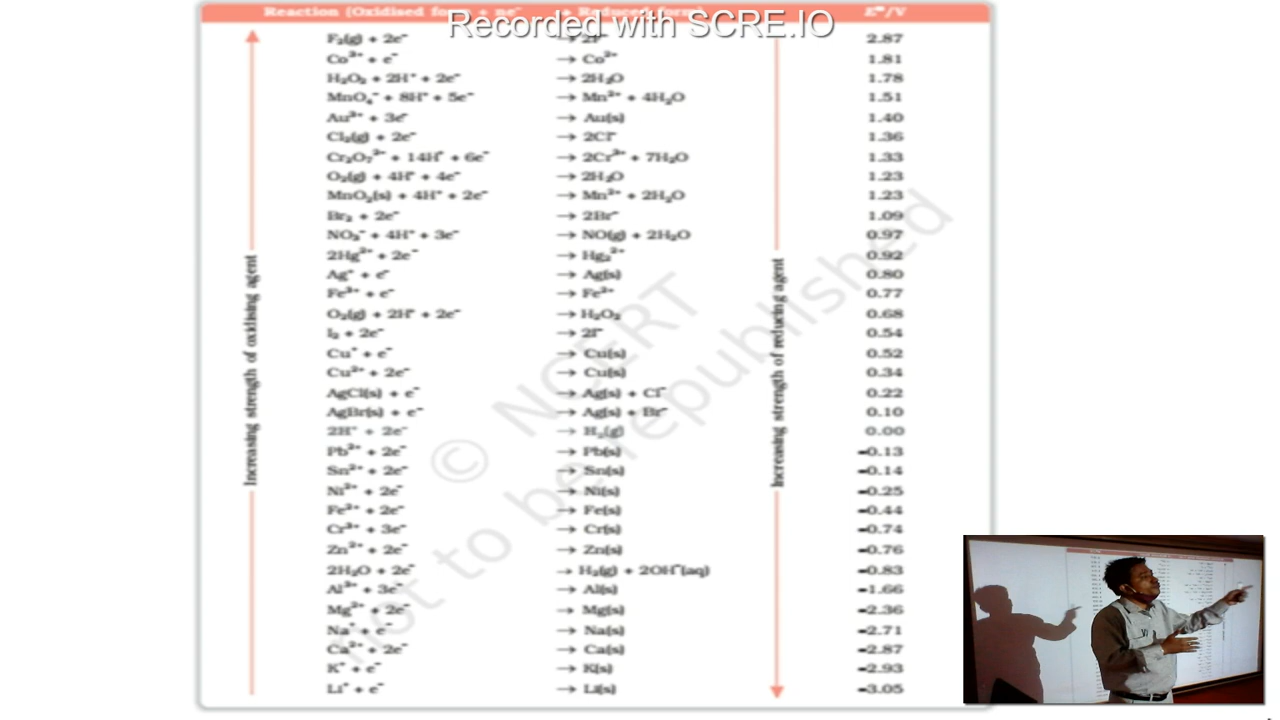 Reaction (Oxidised form + ne⁻ → Reduced form) E⊖/V
Recorded with SCRE.IO
F₂(g) + 2e⁻ → 2F⁻ 2.87
Co³⁺ + e⁻ → Co²⁺ 1.81
H₂O₂ + 2H⁺ + 2e⁻ → 2H₂O 1.78
MnO₄⁻ + 8H⁺ + 5e⁻ → Mn²⁺ + 4H₂O 1.51
Au³⁺ + 3e⁻ → Au(s) 1.40
Cl₂(g) + 2e⁻ → 2Cl⁻ 1.36
Cr₂O₇²⁻ + 14H⁺ + 6e⁻ → 2Cr³⁺ + 7H₂O 1.33
O₂(g) + 4H⁺ + 4e⁻ → 2H₂O 1.23
MnO₂(s) + 4H⁺ + 2e⁻ → Mn²⁺ + 2H₂O 1.23
Br₂ + 2e⁻ → 2Br⁻ 1.09
NO₃⁻ + 4H⁺ + 3e⁻ → NO(g) + 2H₂O 0.97
2Hg²⁺ + 2e⁻ → Hg₂²⁺ 0.92
Ag⁺ + e⁻ → Ag(s) 0.80
Fe³⁺ + e⁻ → Fe²⁺ 0.77
O₂(g) + 2H⁺ + 2e⁻ → H₂O₂ 0.68
I₂ + 2e⁻ → 2I⁻ 0.54
Cu⁺ + e⁻ → Cu(s) 0.52
Cu²⁺ + 2e⁻ → Cu(s) 0.34
AgCl(s) + e⁻ → Ag(s) + Cl⁻ 0.22
AgBr(s) + e⁻ → Ag(s) + Br⁻ 0.10
2H⁺ + 2e⁻ → H₂(g) 0.00
Pb²⁺ + 2e⁻ → Pb(s) –0.13
Sn²⁺ + 2e⁻ → Sn(s) –0.14
Ni²⁺ + 2e⁻ → Ni(s) –0.25
Fe²⁺ + 2e⁻ → Fe(s) –0.44
Cr³⁺ + 3e⁻ → Cr(s) –0.74
Zn²⁺ + 2e⁻ → Zn(s) –0.76
2H₂O + 2e⁻ → H₂(g) + 2OH⁻(aq) –0.83
Al³⁺ + 3e⁻ → Al(s) –1.66
Mg²⁺ + 2e⁻ → Mg(s) –2.36
Na⁺ + e⁻ → Na(s) –2.71
Ca²⁺ + 2e⁻ → Ca(s) –2.87
K⁺ + e⁻ → K(s) –2.93
Li⁺ + e⁻ → Li(s) –3.05
Increasing strength of oxidising agent
Increasing strength of reducing agent
© NCERT
not to be republished